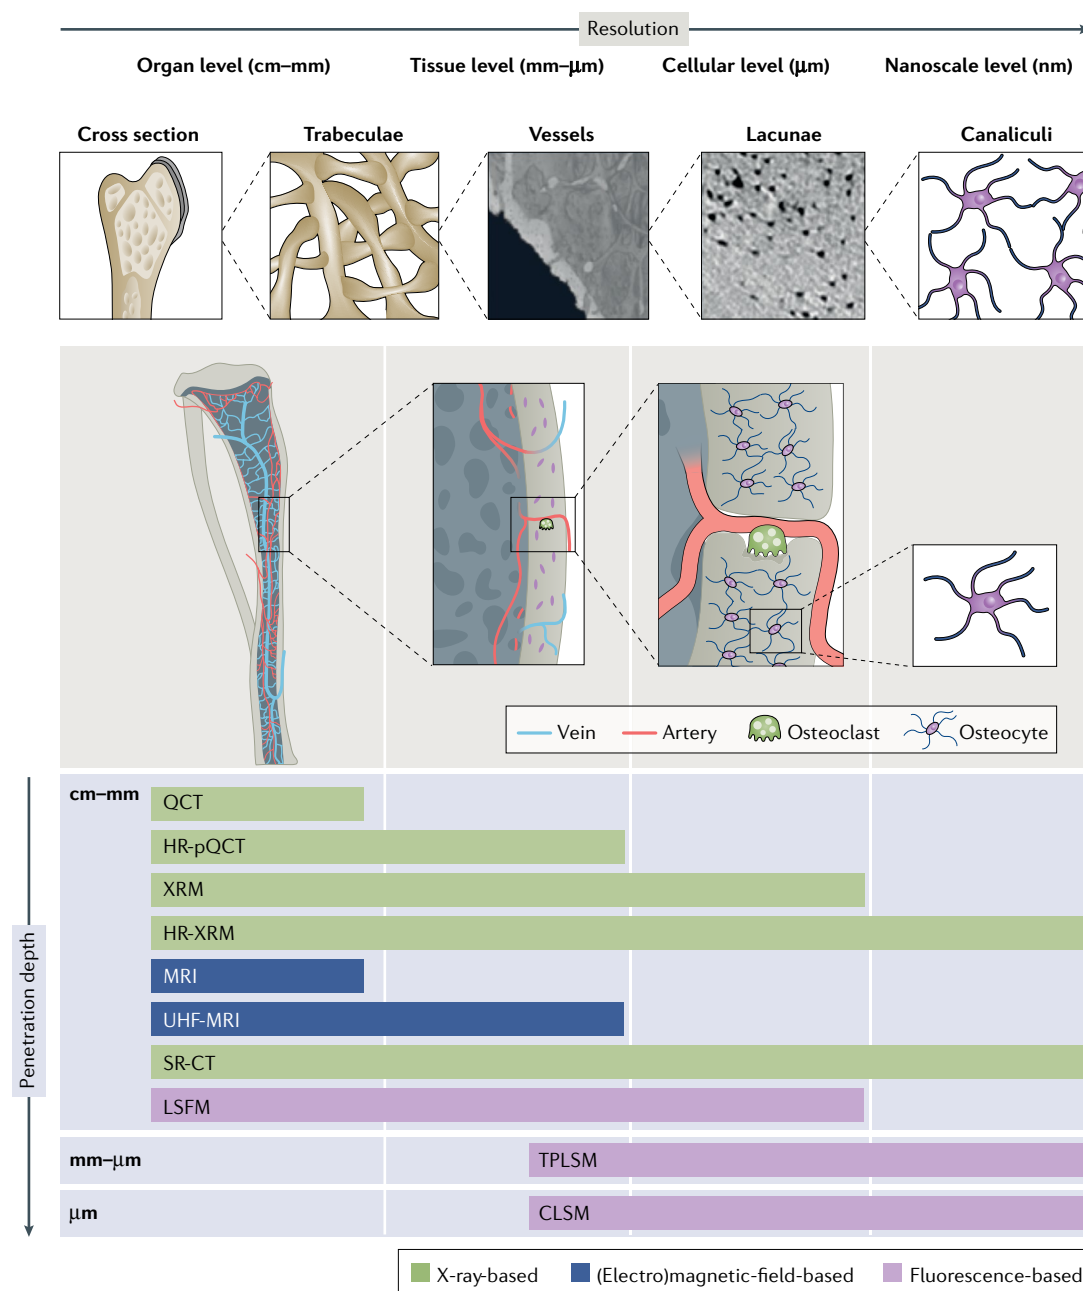 Resolution
Organ level (cm–mm)
Tissue level (mm–μm)
Cellular level (μm)
Nanoscale level (nm)
Cross section
Trabeculae
Vessels
Lacunae
Canaliculi
Vein
Artery
Osteoclast
Osteocyte
Penetration depth
cm–mm
QCT
HR-pQCT
XRM
HR-XRM
MRI
UHF-MRI
SR-CT
LSFM
mm–μm
TPLSM
μm
CLSM
X-ray-based
(Electro)magnetic-field-based
Fluorescence-based